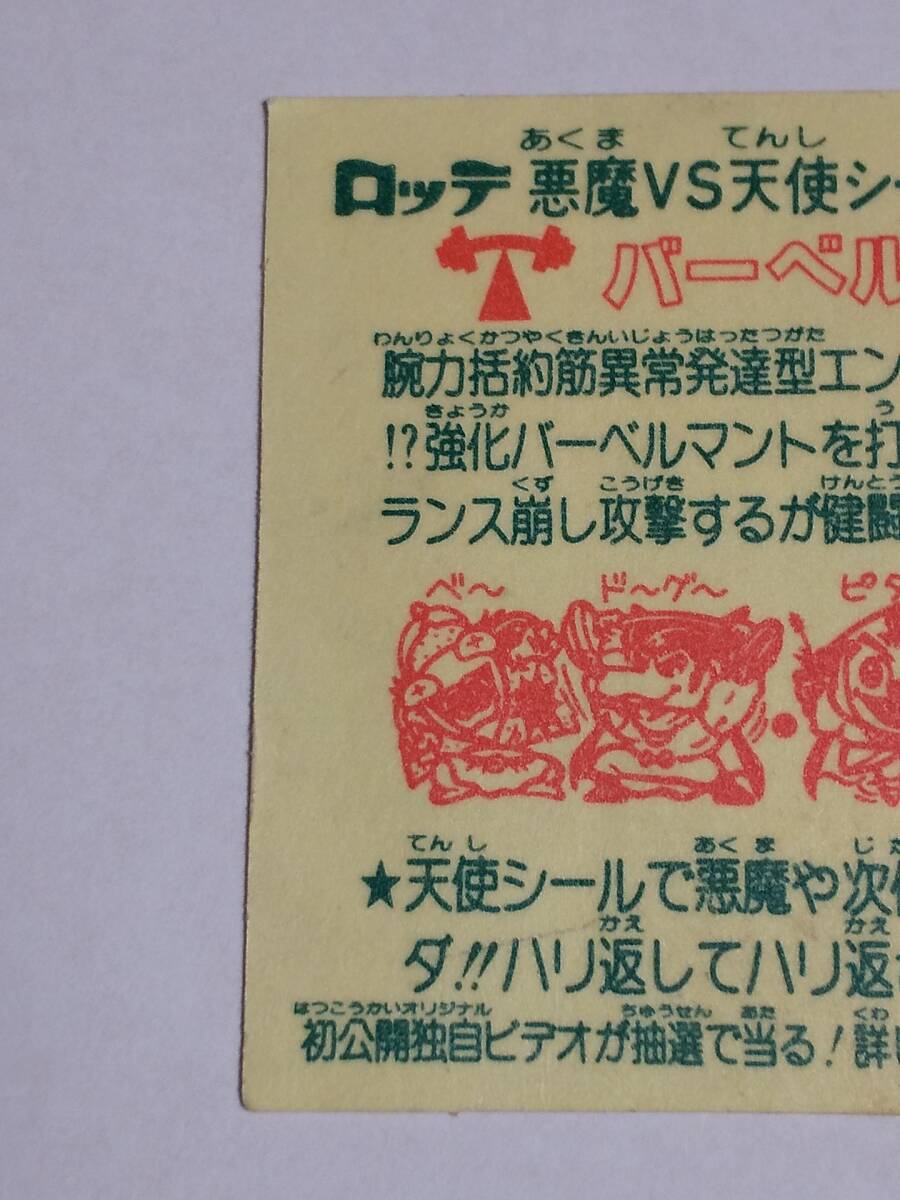 あくま てんし
ロッテ 悪魔VS天使シ
バーベル
わんりょくかつやくきんいじょうはったつがた
腕力括約筋異常発達型エン
きょうか う
!?強化バーベルマントを打
くず こうげき けんとう
ランス崩し攻撃するが健闘
べ〜 ド〜グ〜 ピタ
てんし あくま じ
★天使シールで悪魔や次
かえ かえ
ダ!!ハリ返してハリ返
はつこうかいオリジナル ちゅうせん あた くわ
初公開独自ビデオが抽選で当る!詳